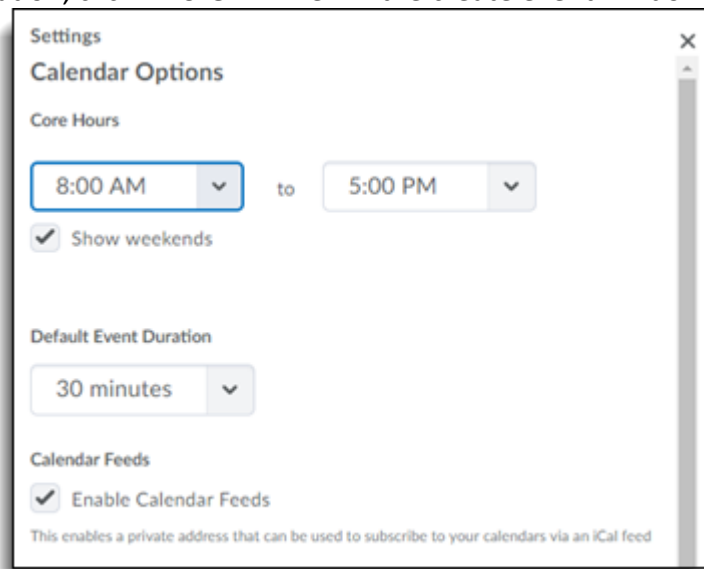 Settings
Calendar Options
Core Hours
8:00 AM to 5:00 PM
Show weekends
Default Event Duration
30 minutes
Calendar Feeds
Enable Calendar Feeds
This enables a private address that can be used to subscribe to your calendars via an iCal feed